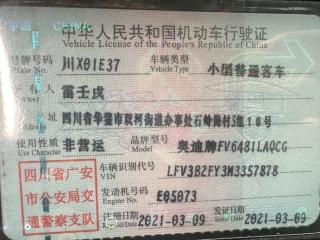 中华人民共和国机动车行驶证
Vehicle License of the People's Republic of China
号牌号码 川X01E37 车辆类型 小型普通客车
Plate No. Vehicle Type
有人 雷壬戌
四川省华蓥市双河街道办事处石岭岗村5组10号
使用性质 非营运 品牌型号 奥迪牌FV6481LAQCG
Use Character Model
四川省广安
市公安局交
通警察支队
车辆识别代号 LFV3B2FY3M3357878
VIN
发动机号码 E05073
Engine No.
注册日期 2021-03-09 发证日期 2021-03-09
Register Date Issue Date